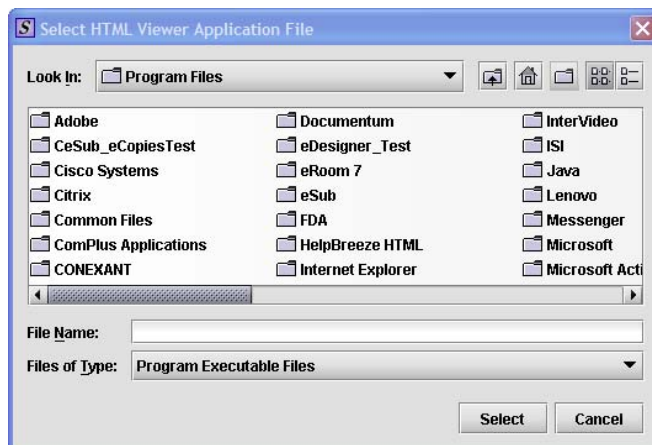 S Select HTML Viewer Application File
Look In: Program Files
Adobe Documentum InterVideo
CeSub_eCopiesTest eDesigner_Test ISI
Cisco Systems eRoom 7 Java
Citrix eSub Lenovo
Common Files FDA Messenger
ComPlus Applications HelpBreeze HTML Microsoft
CONEXANT Internet Explorer Microsoft Acti
File Name:
Files of Type: Program Executable Files
Select Cancel